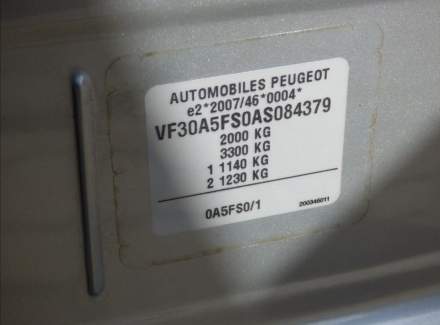 AUTOMOBILES PEUGEOT
e2*2007/46*0004*
VF30A5FS0AS084379
2000 KG
3300 KG
1 1140 KG
2 1230 KG
0A5FS0/1 200346011